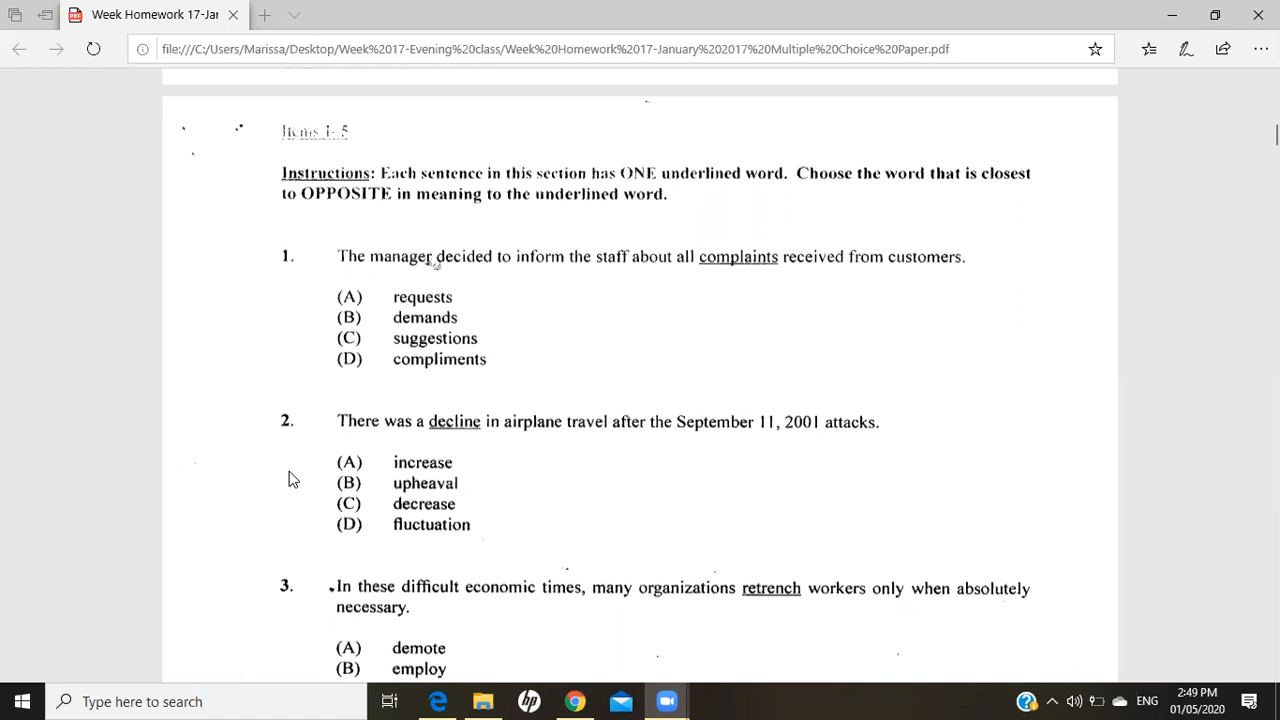 Week Homework 17-Jar
file:///C:/Users/Marissa/Desktop/Week%2017-Evening%20class/Week%20Homework%2017-January%202017%20Multiple%20Choice%20Paper.pdf
Items 1-5
Instructions: Each sentence in this section has ONE underlined word. Choose the word that is closest
to OPPOSITE in meaning to the underlined word.
1. The manager decided to inform the staff about all complaints received from customers.
(A) requests
(B) demands
(C) suggestions
(D) compliments
2. There was a decline in airplane travel after the September 11, 2001 attacks.
(A) increase
(B) upheaval
(C) decrease
(D) fluctuation
3. In these difficult economic times, many organizations retrench workers only when absolutely
necessary.
(A) demote
(B) employ
Type here to search
hp
ENG
2:49 PM
01/05/2020